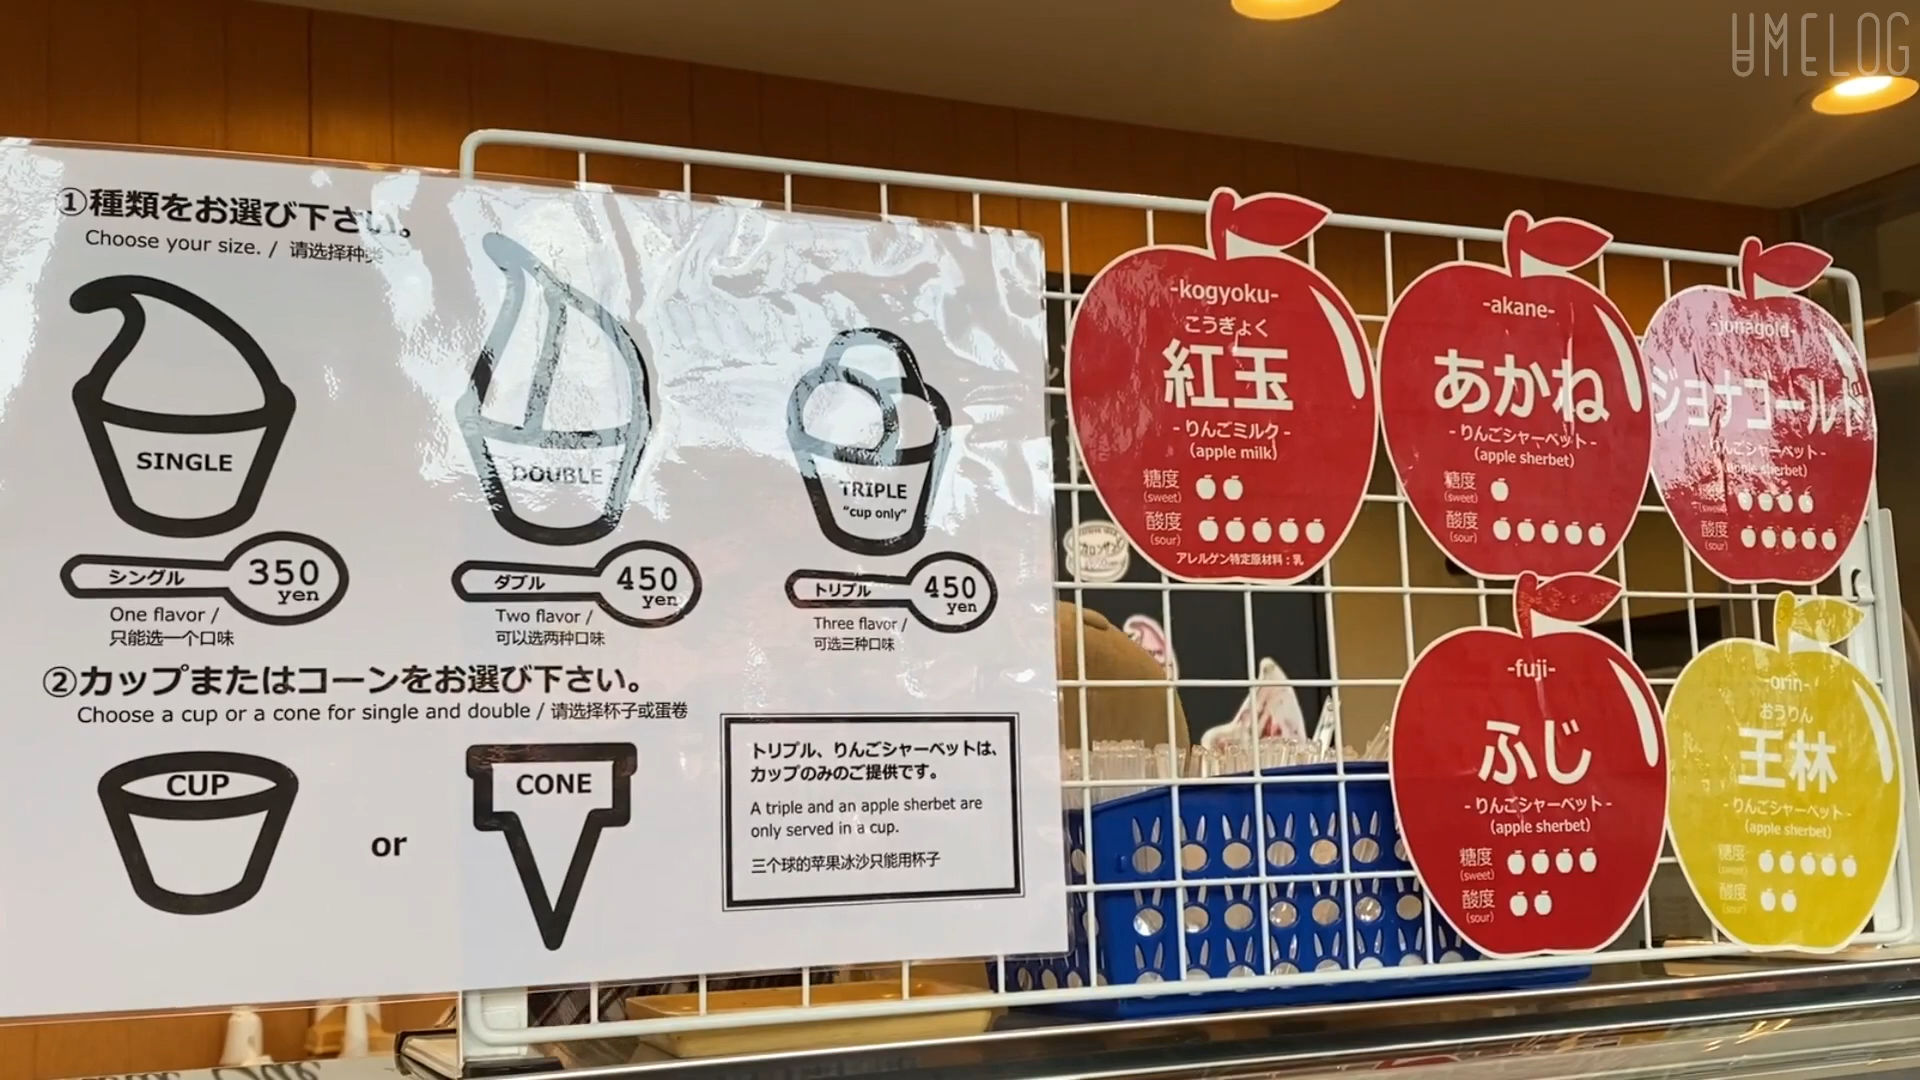 UMELOG
①種類をお選び下さい。
Choose your size. / 请选择种类
SINGLE
シングル
350
yen
One flavor /
只能选一个口味
DOUBLE
ダブル
450
yen
Two flavor /
可以选两种口味
TRIPLE
“cup only”
トリプル
450
yen
Three flavor /
可选三种口味
②カップまたはコーンをお選び下さい。
Choose a cup or a cone for single and double / 请选择杯子或蛋卷
CUP
or
CONE
トリプル、りんごシャーベットは、
カップのみのご提供です。
A triple and an apple sherbet are
only served in a cup.
三个球的苹果冰沙只能用杯子
-kogyoku-
こうぎょく
紅玉
- りんごミルク -
(apple milk)
糖度
(sweet)
酸度
(sour)
アレルゲン特定原材料：乳
-akane-
あかね
- りんごシャーベット -
(apple sherbet)
糖度
(sweet)
酸度
(sour)
-jonagold-
ジョナゴールド
りんごシャーベット -
(apple sherbet)
糖度
(sweet)
酸度
(sour)
-fuji-
ふじ
- りんごシャーベット -
(apple sherbet)
糖度
(sweet)
酸度
(sour)
-orin-
おうりん
王林
- りんごシャーベット -
(apple sherbet)
糖度
(sweet)
酸度
(sour)